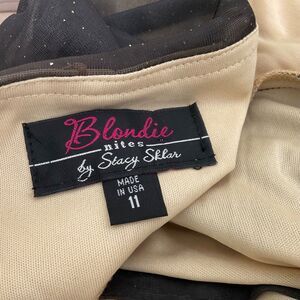 Blondie
nites
by Stacy Sklar
MADE
IN USA
11